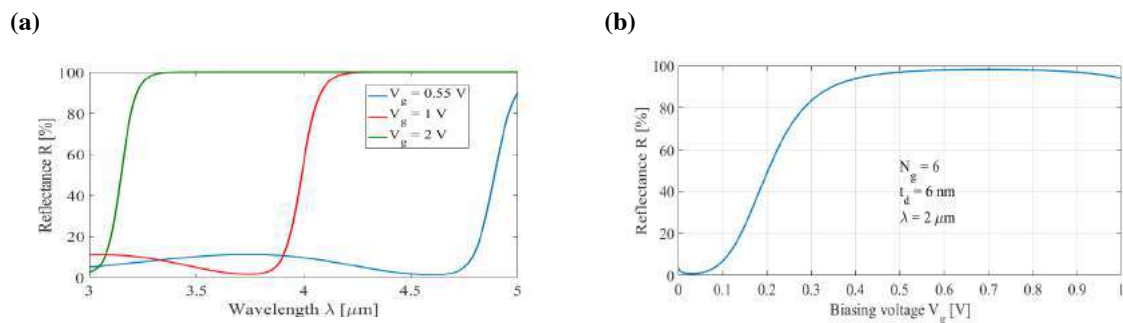 (a)
(b)
Reflectance R [%]
100
80
60
40
20
0
3
3.5
4
4.5
5
Wavelength λ [μm]
V_g = 0.55 V
V_g = 1 V
V_g = 2 V
Reflectance R [%]
100
80
60
40
20
0
0
0.1
0.2
0.3
0.4
0.5
0.6
0.7
0.8
0.9
1
Biasing voltage V_g [V]
N_g = 6
t_d = 6 nm
λ = 2 μm